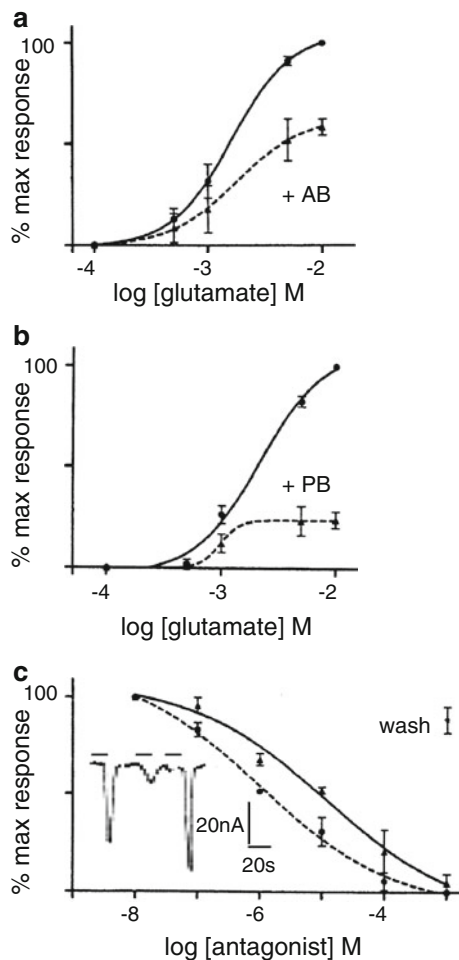 a
100
% max response
+ AB
-4
-3
-2
log [glutamate] M
b
100
% max response
+ PB
-4
-3
-2
log [glutamate] M
c
100
% max response
wash
20nA
20s
-8
-6
-4
log [antagonist] M